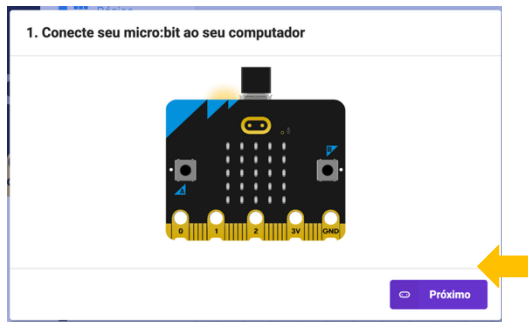 1. Conecte seu micro:bit ao seu computador
B
A
0 1 2 3V GND
Próximo